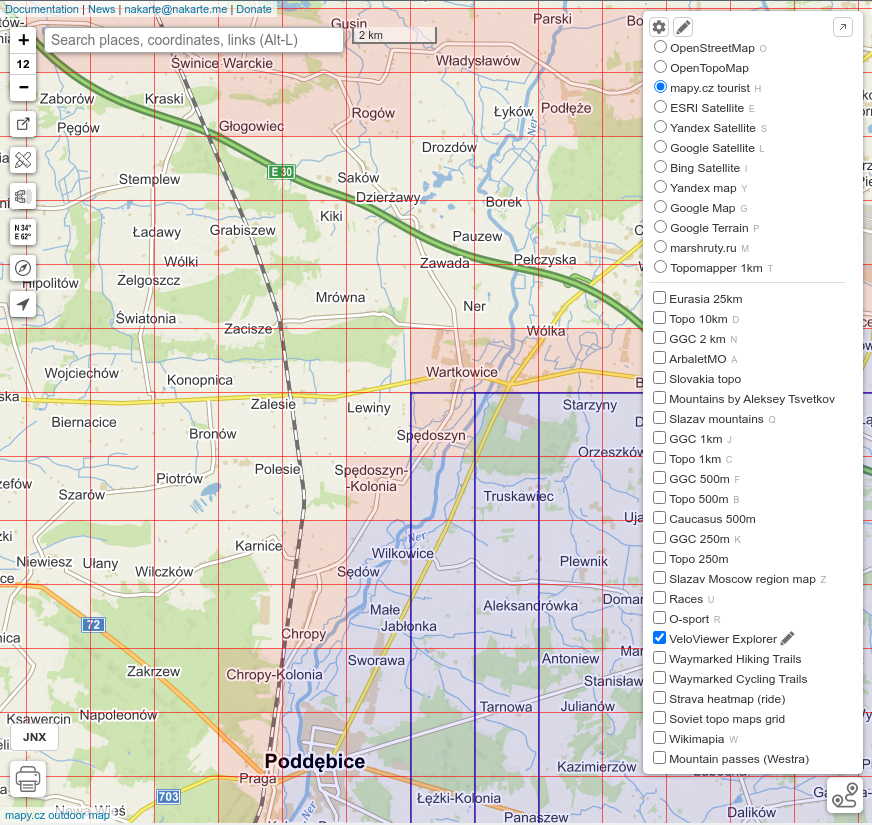 Documentation | News | nakarte@nakarte.me | Donate
Gusin
Parski
+
Search places, coordinates, links (Alt-L)
2 km
12
−
Świnice Warckie
Władysławów
Zaborów
Kraski
Rogów
Łyków
Podłęże
Pęgów
Głogowiec
Ner
Drozdów
E 30
Stemplew
Saków
Dzierżawy
Borek
Kiki
N 34°
E 62°
Ładawy
Grabiszew
Pauzew
Wólki
Zawada
Pełczyska
Hipolitów
Zelgoszcz
Mrówna
Ner
Światonia
Zacisze
Wólka
Wojciechów
Konopnica
Wartkowice
Zalesie
Lewiny
Starzyny
Biernacice
Bronów
Spędoszyn
Polesie
Spędoszyn-
-Kolonia
Orzeszków
Piotrów
Szarów
Truskawiec
Ner
Karnice
Wilkowice
Niewiesz
Ułany
Wilczków
Sędów
Plewnik
Małe
Jabłonka
Aleksandrówka
72
Chropy
Sworawa
Antoniew
Zakrzew
Chropy-Kolonia
Tarnowa
Julianów
Ksawercin
Napoleonów
JNX
Poddębice
Praga
Kazimierzów
703
Łężki-Kolonia
Nowa Wieś
Ner
Panaszew
Dalików
mapy.cz outdoor map
OpenStreetMap O
OpenTopoMap
mapy.cz tourist H
ESRI Satellite E
Yandex Satellite S
Google Satellite L
Bing Satellite I
Yandex map Y
Google Map G
Google Terrain P
marshruty.ru M
Topomapper 1km T
Eurasia 25km
Topo 10km D
GGC 2 km N
ArbaletMO A
Slovakia topo
Mountains by Aleksey Tsvetkov
Slazav mountains Q
GGC 1km J
Topo 1km C
GGC 500m F
Topo 500m B
Caucasus 500m
GGC 250m K
Topo 250m
Slazav Moscow region map Z
Races U
O-sport R
VeloViewer Explorer
Waymarked Hiking Trails
Waymarked Cycling Trails
Strava heatmap (ride)
Soviet topo maps grid
Wikimapia W
Mountain passes (Westra)